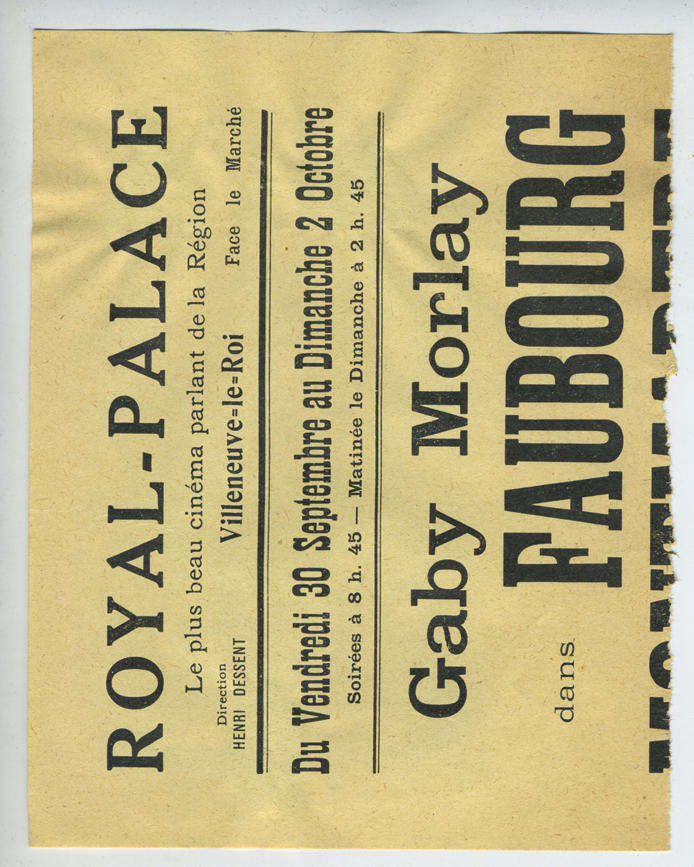 ROYAL-PALACE
Le plus beau cinéma parlant de la Région
Direction
HENRI DESSENT Villeneuve=le=Roi Face le Marché
Du Vendredi 30 Septembre au Dimanche 2 Octobre
Soirées à 8 h. 45 — Matinée le Dimanche à 2 h. 45
Gaby Morlay
dans FAUBOURG